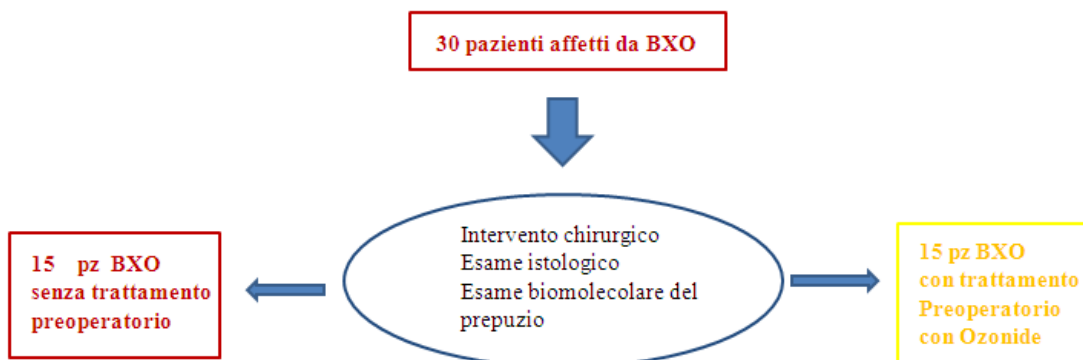 30 pazienti affetti da BXO
Intervento chirurgico
Esame istologico
Esame biomolecolare del
prepuzio
15 pz BXO
senza trattamento
preoperatorio
15 pz BXO
con trattamento
Preoperatorio
con Ozonide